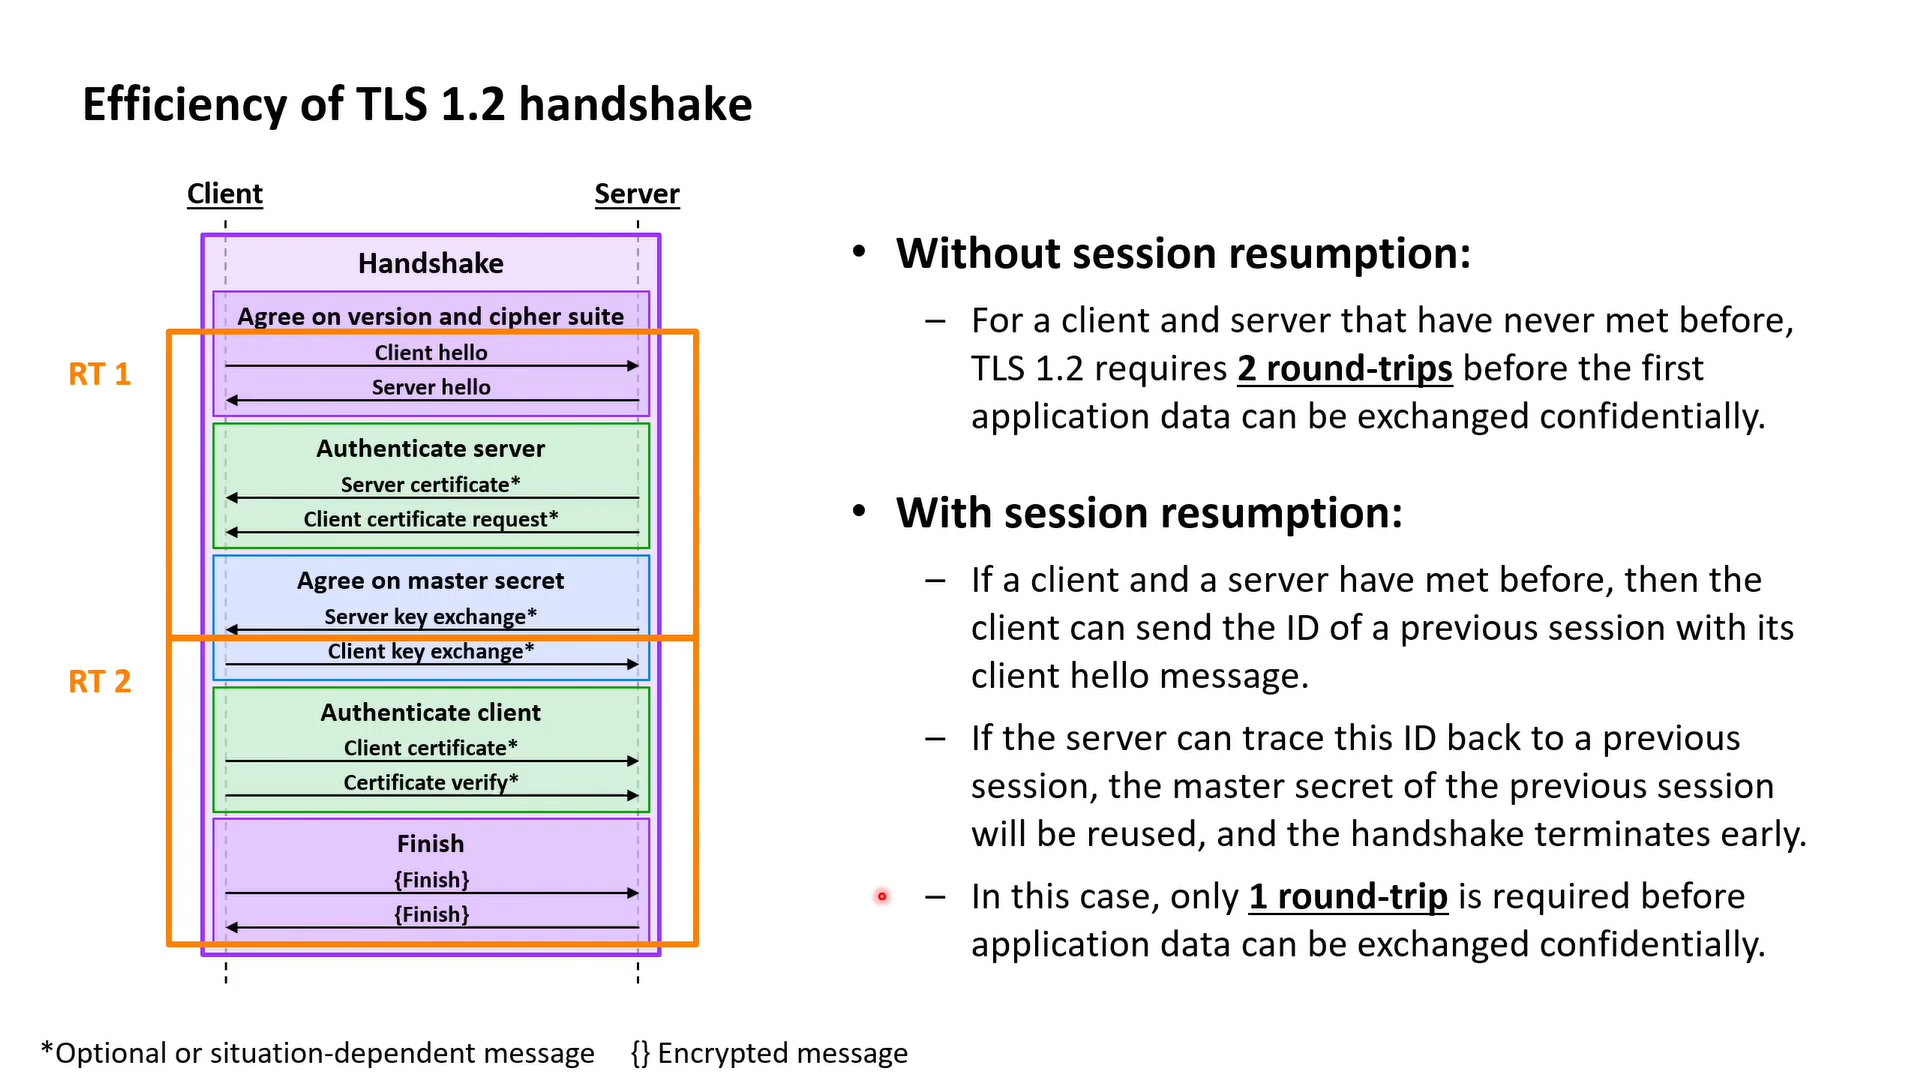 Efficiency of TLS 1.2 handshake
Client
Server
Handshake
Agree on version and cipher suite
Client hello
Server hello
RT 1
Authenticate server
Server certificate*
Client certificate request*
Agree on master secret
Server key exchange*
Client key exchange*
RT 2
Authenticate client
Client certificate*
Certificate verify*
Finish
{Finish}
{Finish}
• Without session resumption:
– For a client and server that have never met before,
TLS 1.2 requires 2 round-trips before the first
application data can be exchanged confidentially.
• With session resumption:
– If a client and a server have met before, then the
client can send the ID of a previous session with its
client hello message.
– If the server can trace this ID back to a previous
session, the master secret of the previous session
will be reused, and the handshake terminates early.
– In this case, only 1 round-trip is required before
application data can be exchanged confidentially.
*Optional or situation-dependent message
{} Encrypted message